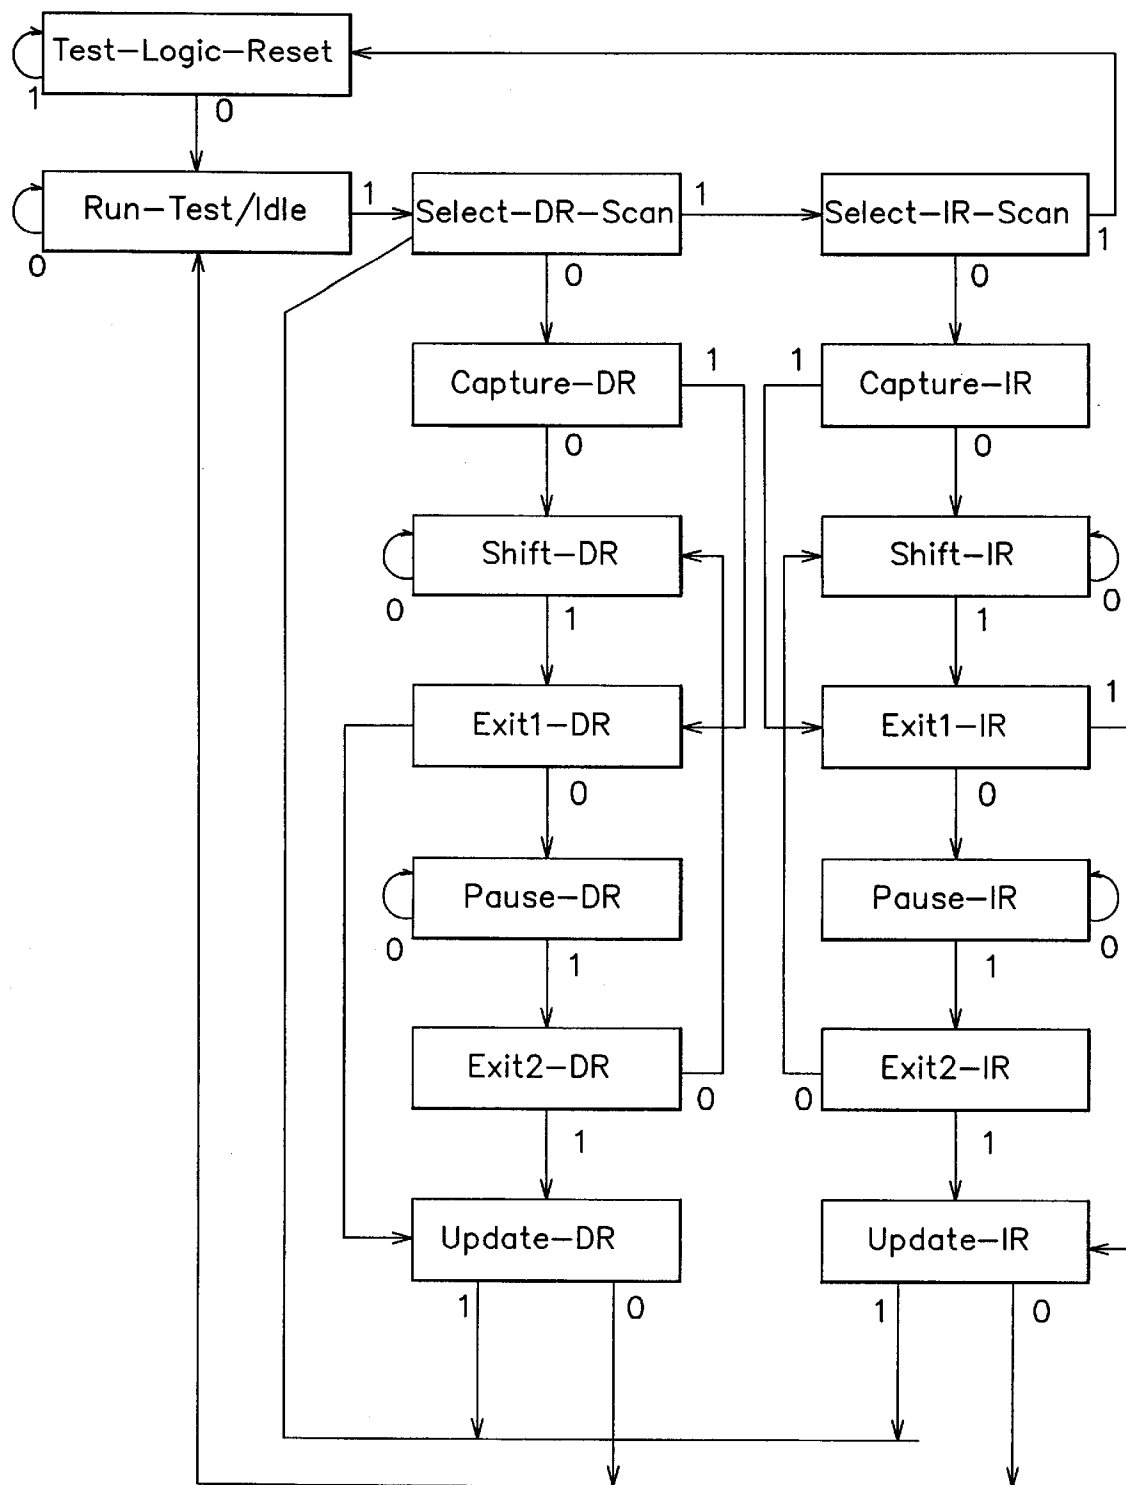 Test-Logic-Reset
1
0
Run-Test/Idle
0
1
Select-DR-Scan
1
Select-IR-Scan
1
0
0
Capture-DR
1
1
Capture-IR
0
0
Shift-DR
0
1
Shift-IR
0
1
Exit1-DR
0
Exit1-IR
1
0
Pause-DR
0
1
Pause-IR
0
1
Exit2-DR
0
1
Exit2-IR
0
1
Update-DR
1
0
Update-IR
1
0